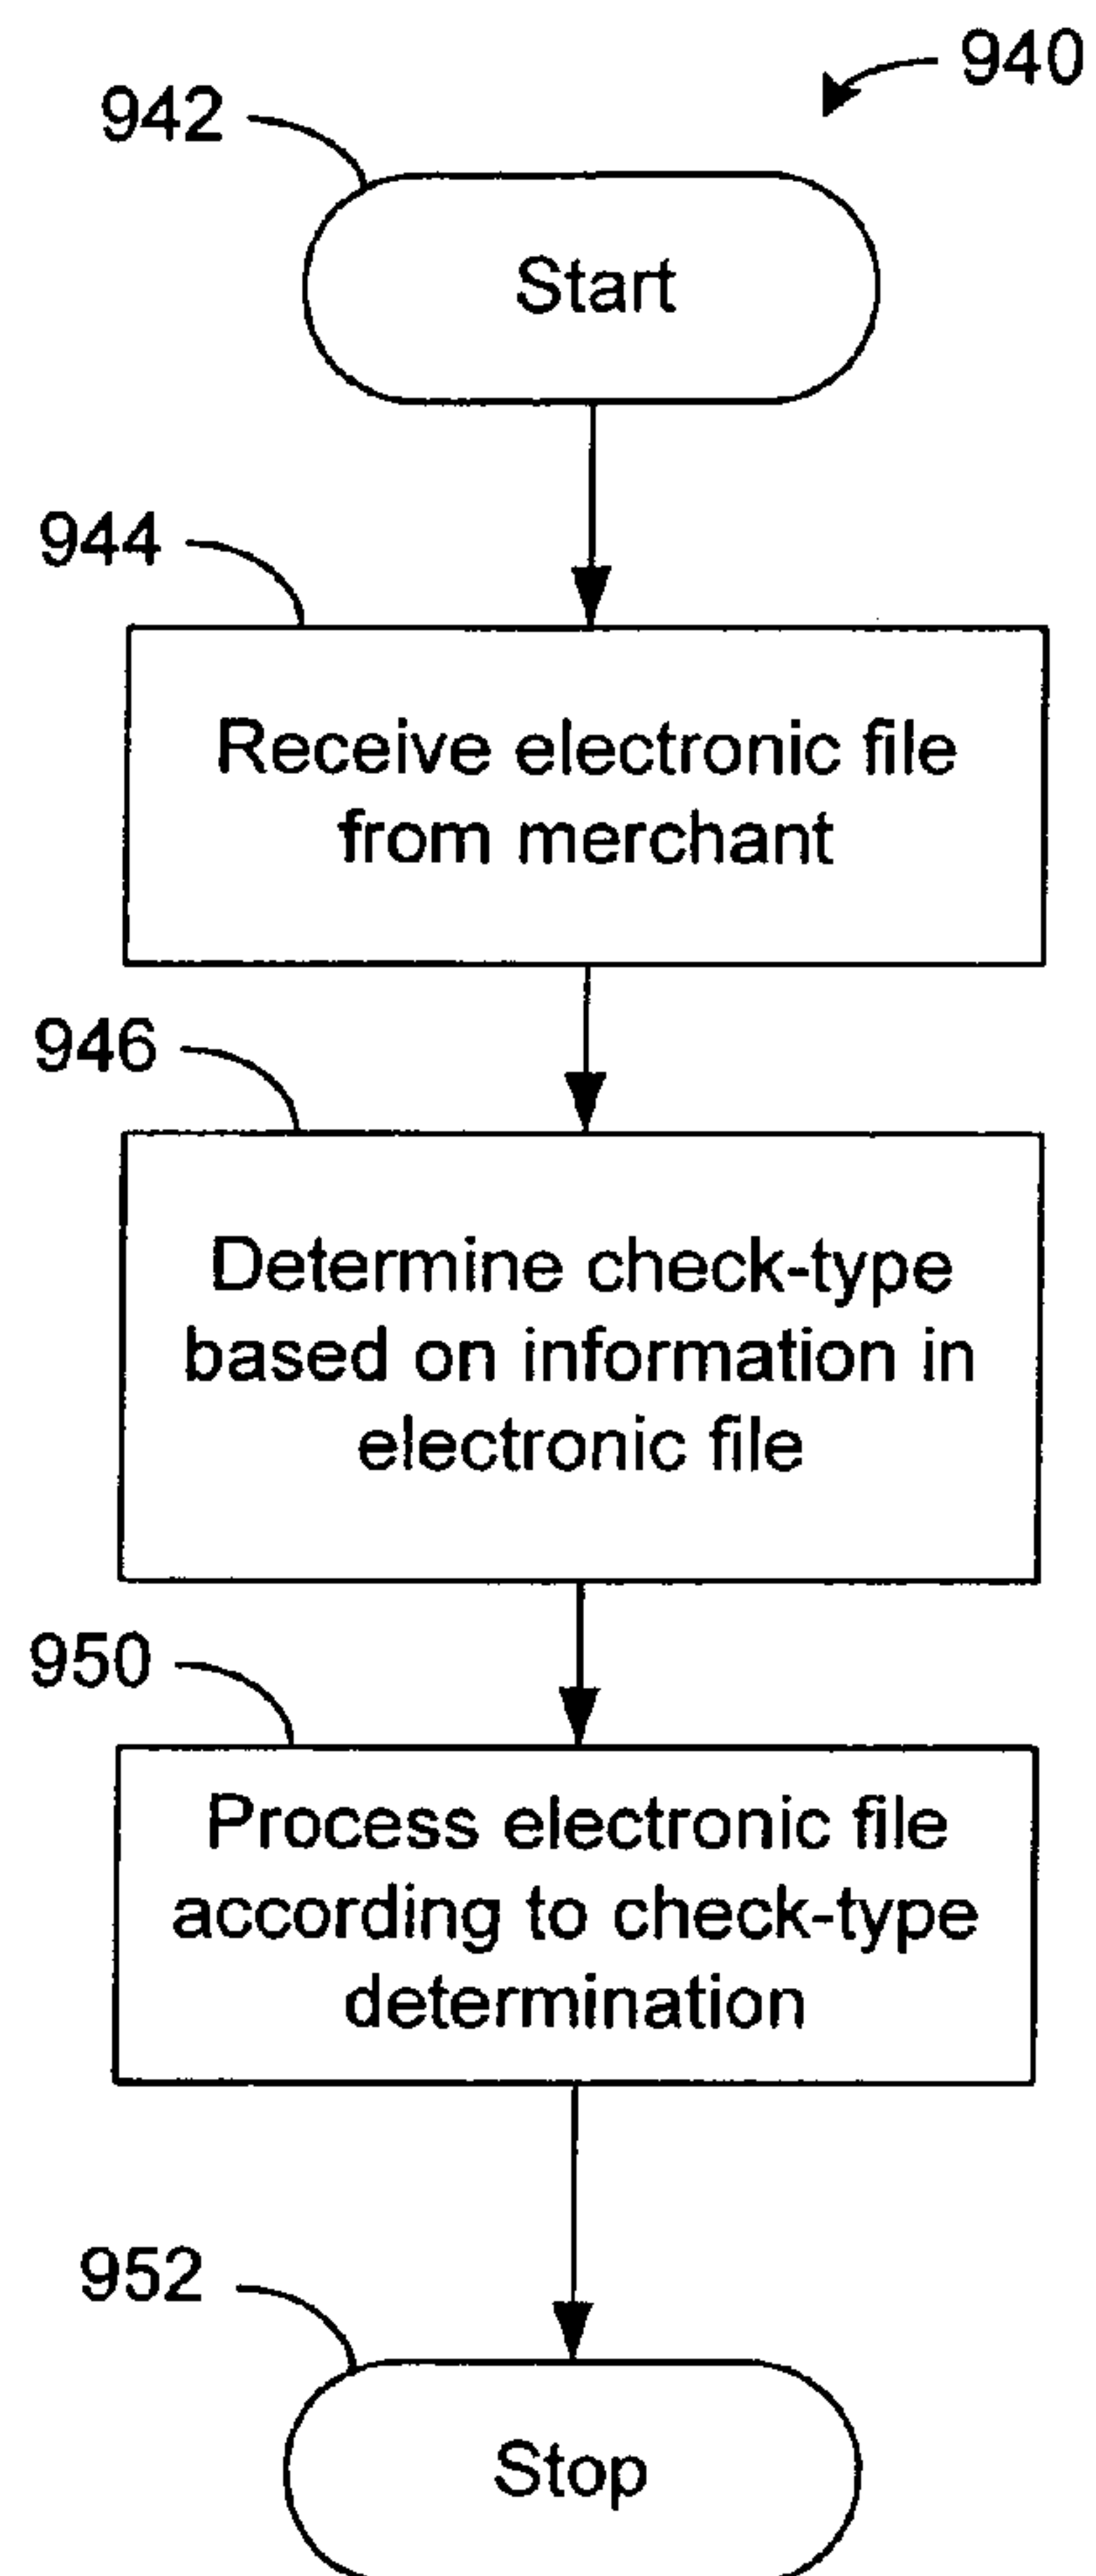 940
942
Start
944
Receive electronic file
from merchant
946
Determine check-type
based on information in
electronic file
950
Process electronic file
according to check-type
determination
952
Stop